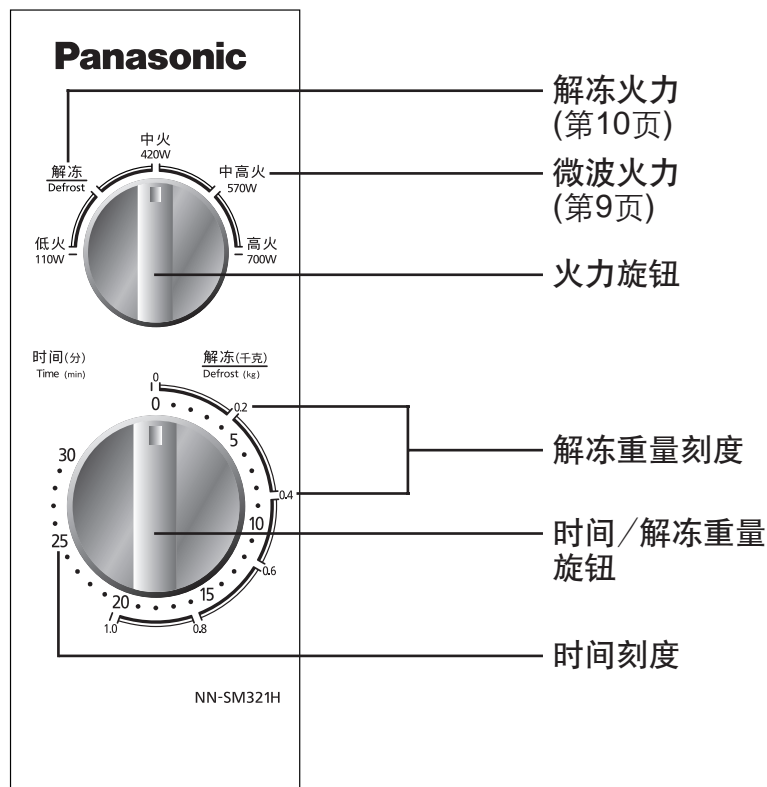 Panasonic
解冻火力
(第10页)
中火
420W
解冻
Defrost
中高火
570W
微波火力
(第9页)
低火
110W
高火
700W
火力旋钮
时间(分)
Time (min)
解冻(千克)
Defrost (kg)
0
0
0.2
5
解冻重量刻度
30
0.4
10
25
时间/解冻重量
旋钮
0.6
15
20
0.8
1.0
时间刻度
NN-SM321H